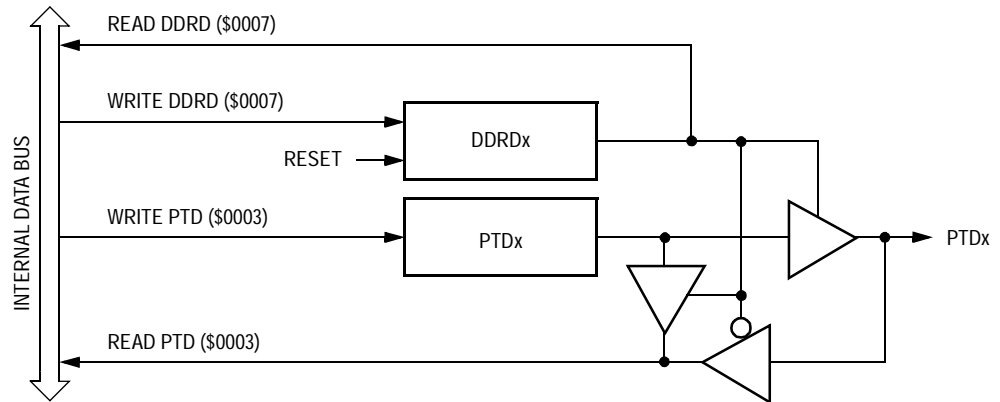 READ DDRD ($0007)
WRITE DDRD ($0007)
DDRDx
RESET
INTERNAL DATA BUS
WRITE PTD ($0003)
PTDx
PTDx
READ PTD ($0003)